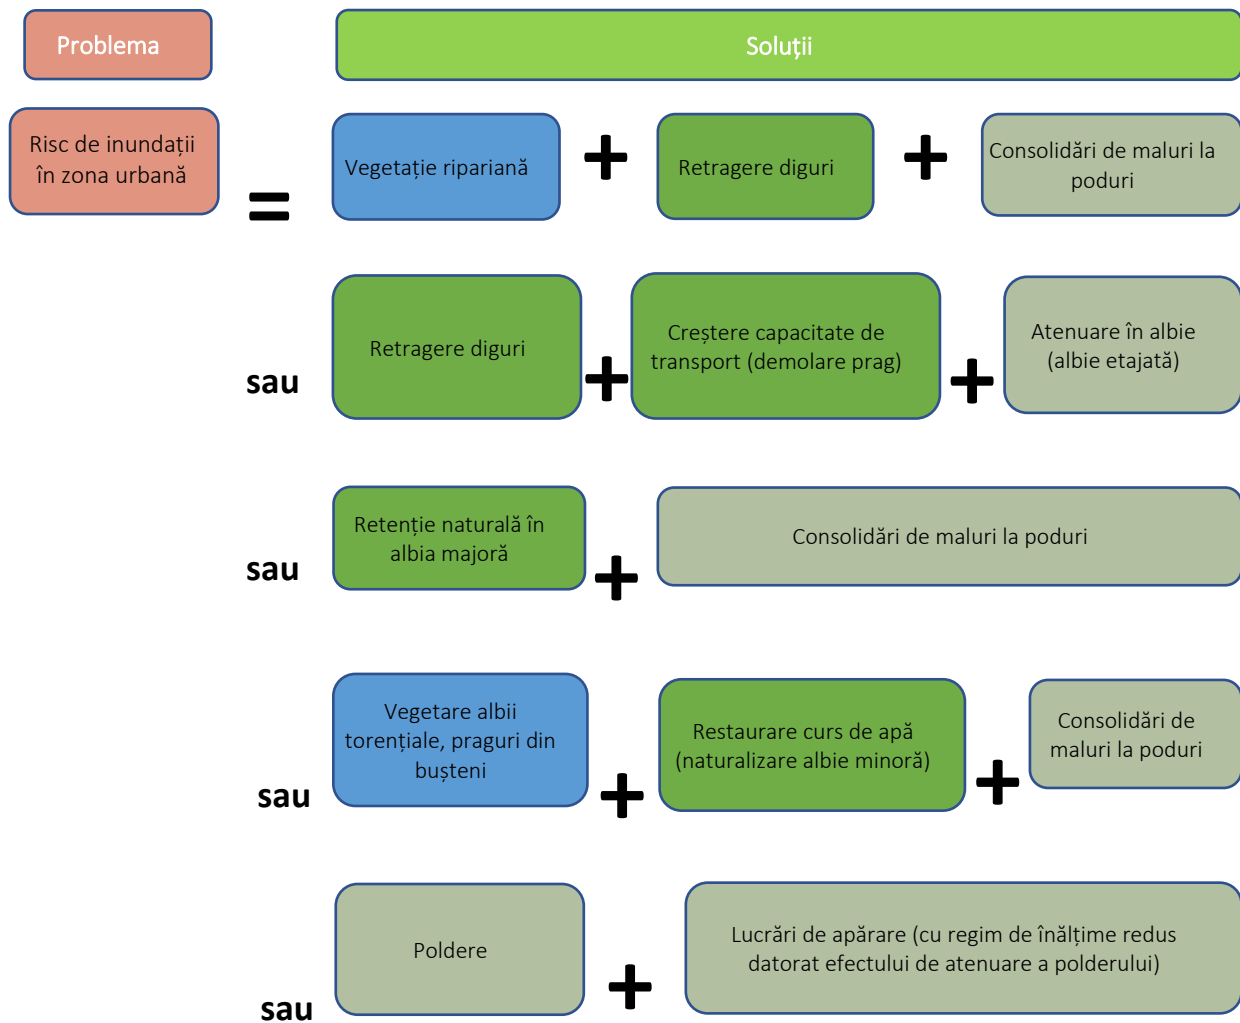 Problema
Soluții
Risc de inundații
în zona urbană
=
Vegetație ripariană
+
Retragere diguri
+
Consolidări de maluri la
poduri
sau
Retragere diguri
+
Creștere capacitate de
transport (demolare prag)
+
Atenuare în albie
(albie etajată)
sau
Retenție naturală în
albia majoră
+
Consolidări de maluri la poduri
sau
Vegetare albii
torențiale, praguri din
bușteni
+
Restaurare curs de apă
(naturalizare albie minoră)
+
Consolidări de
maluri la poduri
sau
Poldere
+
Lucrări de apărare (cu regim de înălțime redus
datorat efectului de atenuare a polderului)